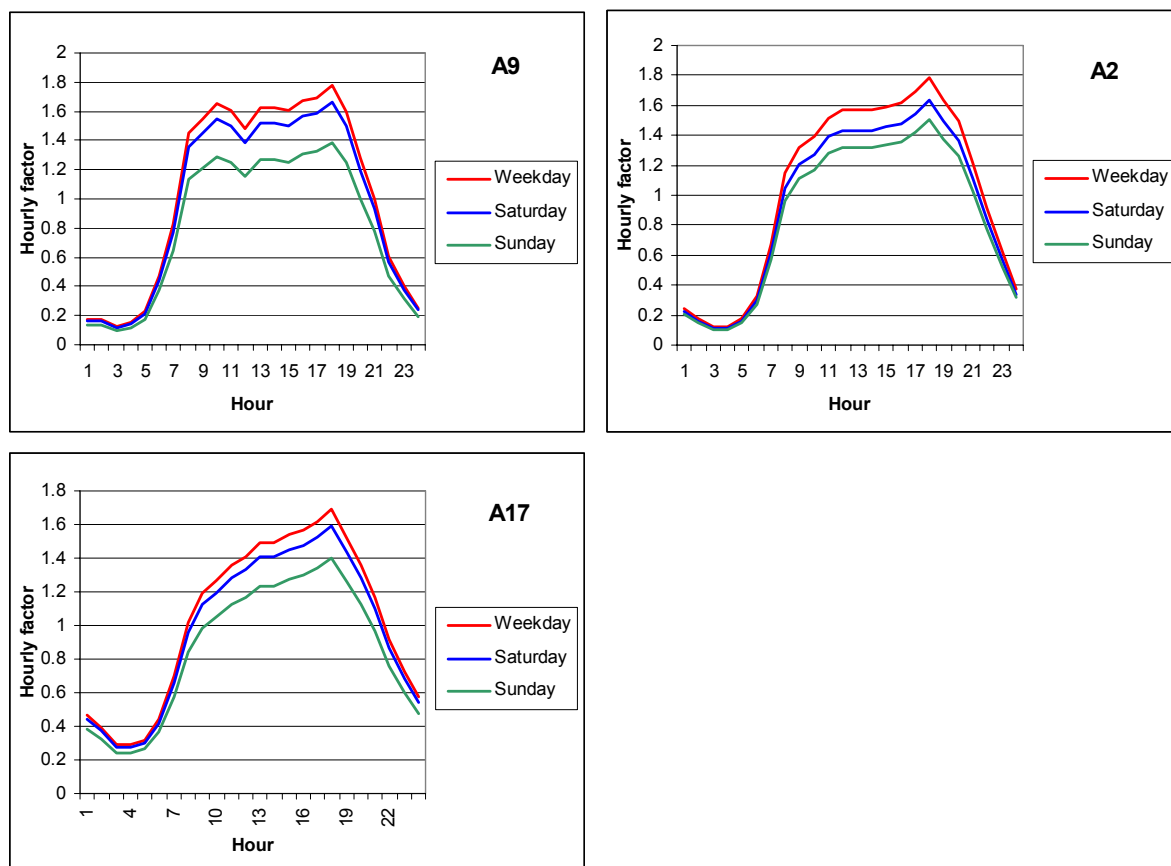 A9
Hourly factor
2
1.8
1.6
1.4
1.2
1
0.8
0.6
0.4
0.2
0
1 3 5 7 9 11 13 15 17 19 21 23
Hour
Weekday
Saturday
Sunday
A2
Hourly factor
2
1.8
1.6
1.4
1.2
1
0.8
0.6
0.4
0.2
0
1 3 5 7 9 11 13 15 17 19 21 23
Hour
Weekday
Saturday
Sunday
A17
Hourly factor
1.8
1.6
1.4
1.2
1
0.8
0.6
0.4
0.2
0
1 4 7 10 13 16 19 22
Hour
Weekday
Saturday
Sunday